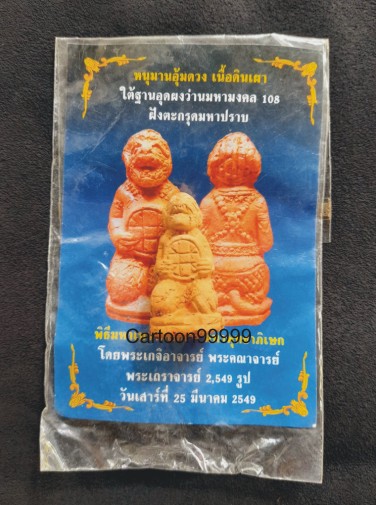 หนุมานอุ้มดวง เนื้อดินเผา
ใต้ฐานอุดผงว่านมหามงคล 108
ฝังตะกรุดมหาปราบ
Cartoon99999
โดยพระเกจิอาจารย์ พระคณาจารย์
พระเถราจารย์ 2,549 รูป
วันเสาร์ที่ 25 มีนาคม 2549